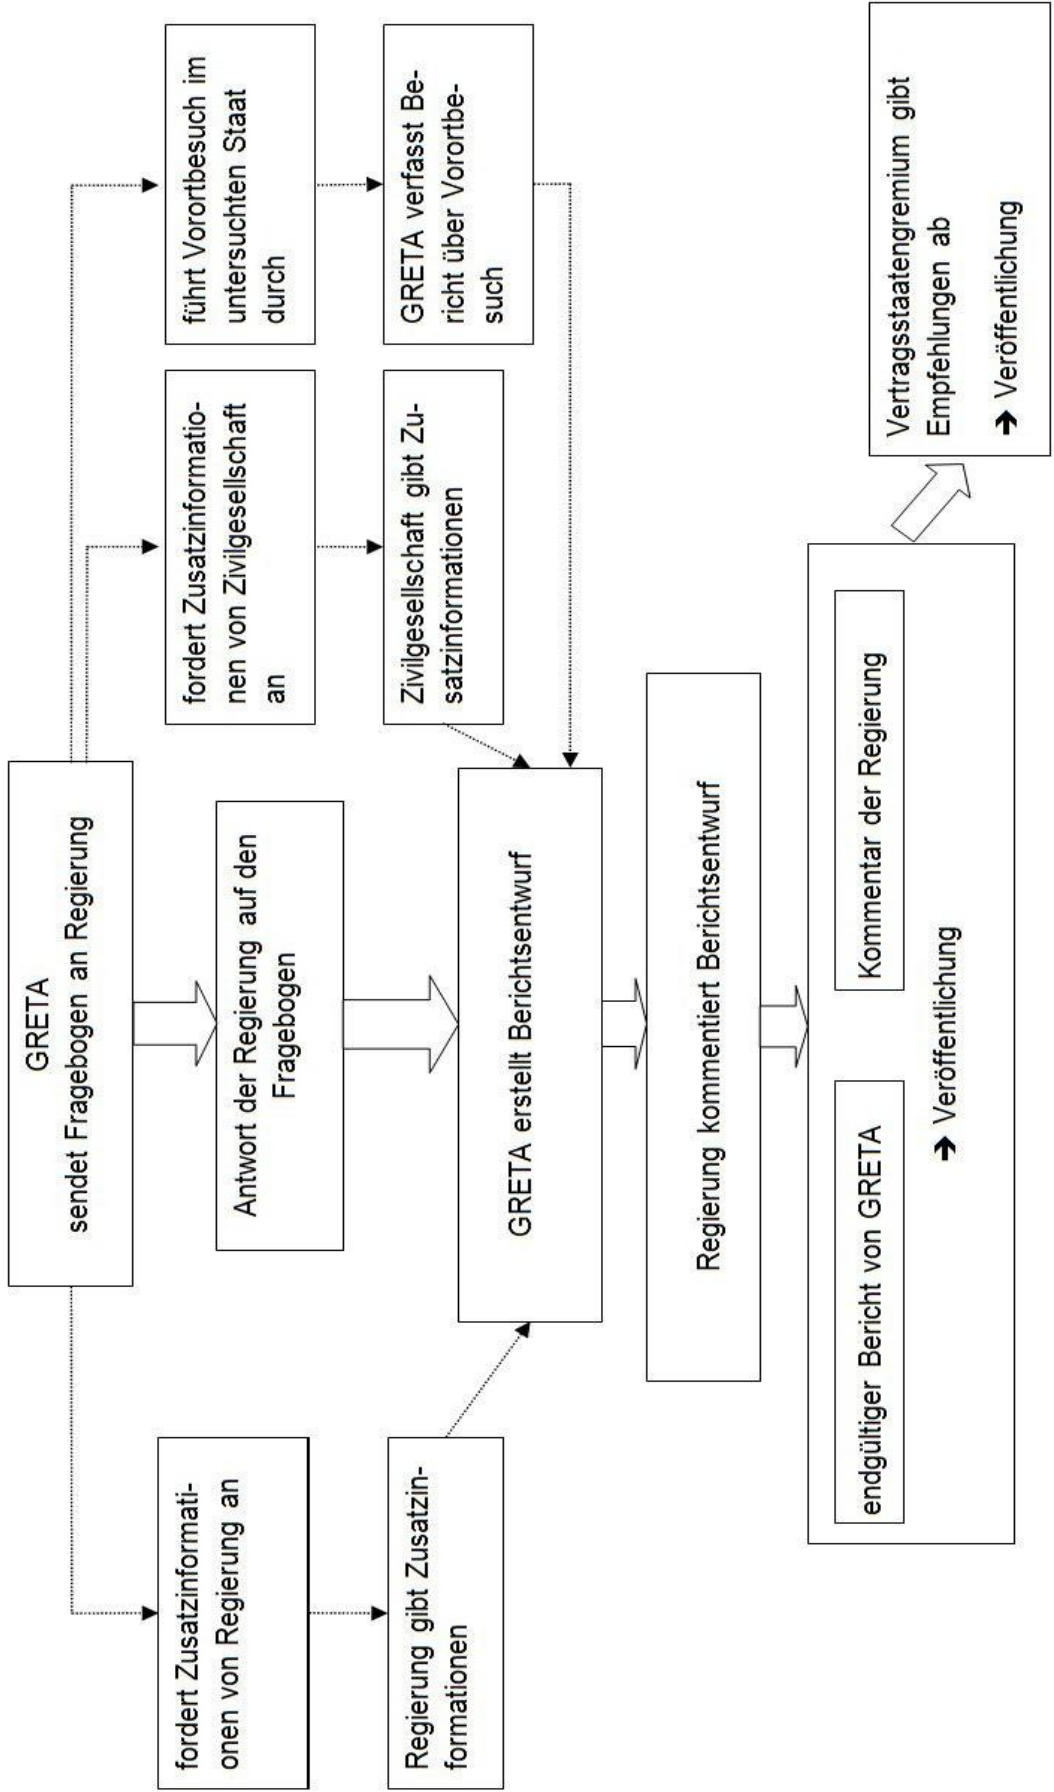 GRETA
sendet Fragebogen an Regierung
fordert Zusatzinformati-
onen von Regierung an
Antwort der Regierung auf den
Fragebogen
fordert Zusatzinformatio-
nen von Zivilgesellschaft
an
führt Vorortbesuch im
untersuchten Staat
durch
Regierung gibt Zusatzin-
formationen
Zivilgesellschaft gibt Zu-
satzinformationen
GRETA verfasst Be-
richt über Vorortbe-
such
GRETA erstellt Berichtsentwurf
Regierung kommentiert Berichtsentwurf
endgültiger Bericht von GRETA
Kommentar der Regierung
➔ Veröffentlichung
Vertragsstaatengremium gibt
Empfehlungen ab
➔ Veröffentlichung